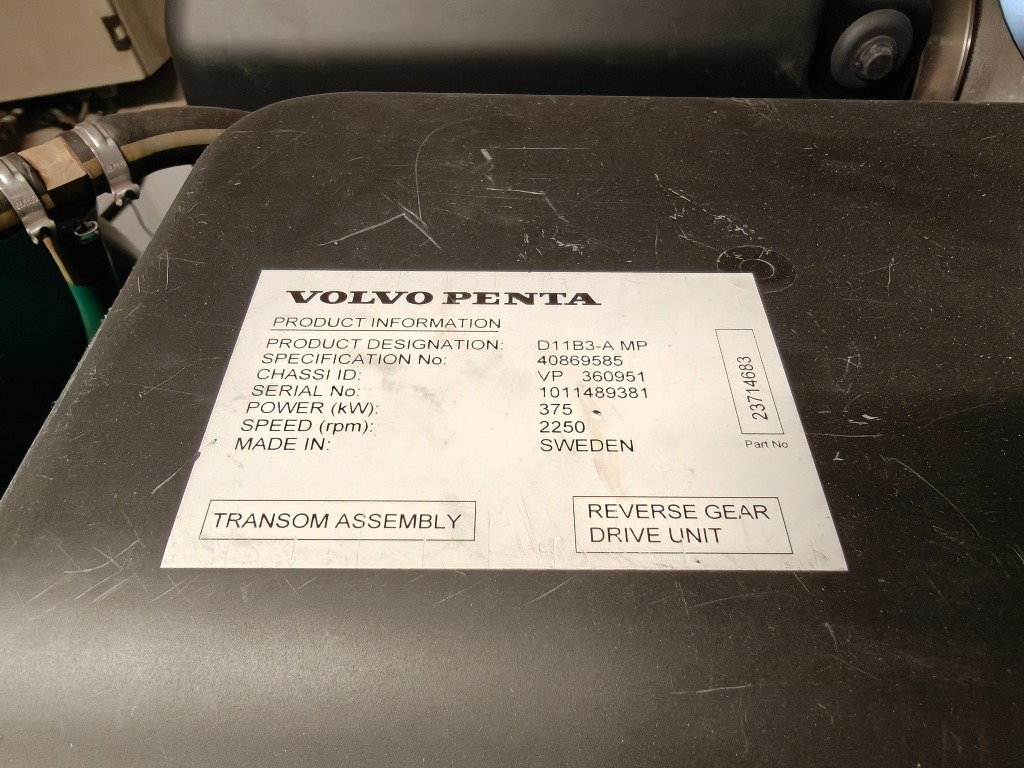 VOLVO PENTA
PRODUCT INFORMATION
PRODUCT DESIGNATION: D11B3-A MP
SPECIFICATION No: 40869585
CHASSI ID: VP 360951
SERIAL No: 1011489381
POWER (kW): 375
SPEED (rpm): 2250
MADE IN: SWEDEN
23714683
Part No
TRANSOM ASSEMBLY
REVERSE GEAR
DRIVE UNIT